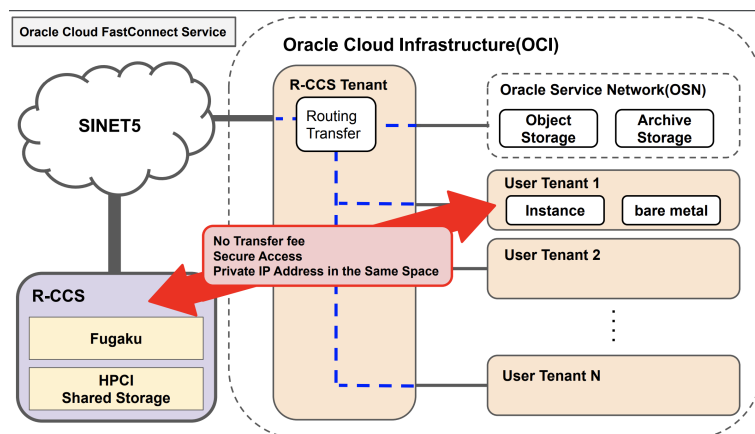 Oracle Cloud FastConnect Service
Oracle Cloud Infrastructure(OCI)
SINET5
R-CCS Tenant
Routing
Transfer
Oracle Service Network(OSN)
Object
Storage
Archive
Storage
User Tenant 1
Instance
bare metal
No Transfer fee
Secure Access
Private IP Address in the Same Space
User Tenant 2
R-CCS
Fugaku
HPCI
Shared Storage
User Tenant N